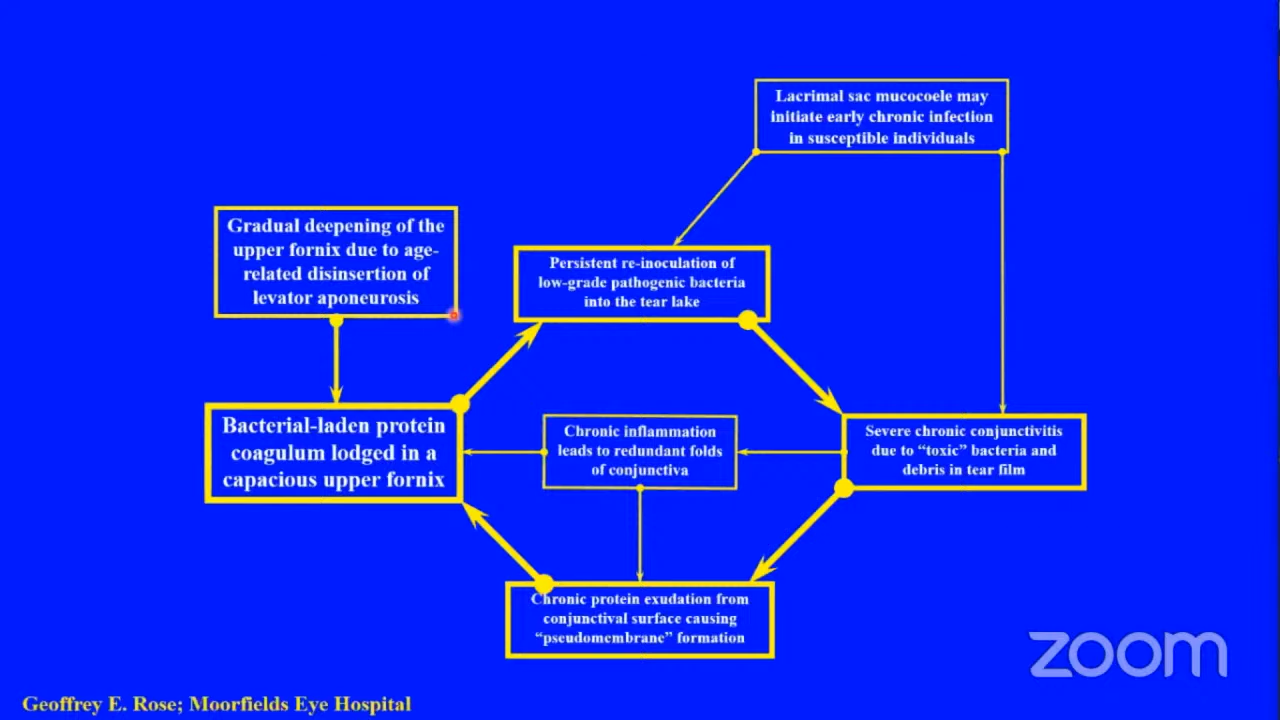 Lacrimal sac mucocoele may
initiate early chronic infection
in susceptible individuals
Gradual deepening of the
upper fornix due to age-
related disinsertion of
levator aponeurosis
Persistent re-inoculation of
low-grade pathogenic bacteria
into the tear lake
Bacterial-laden protein
coagulum lodged in a
capacious upper fornix
Chronic inflammation
leads to redundant folds
of conjunctiva
Severe chronic conjunctivitis
due to “toxic” bacteria and
debris in tear film
Chronic protein exudation from
conjunctival surface causing
“pseudomembrane” formation
zoom
Geoffrey E. Rose; Moorfields Eye Hospital